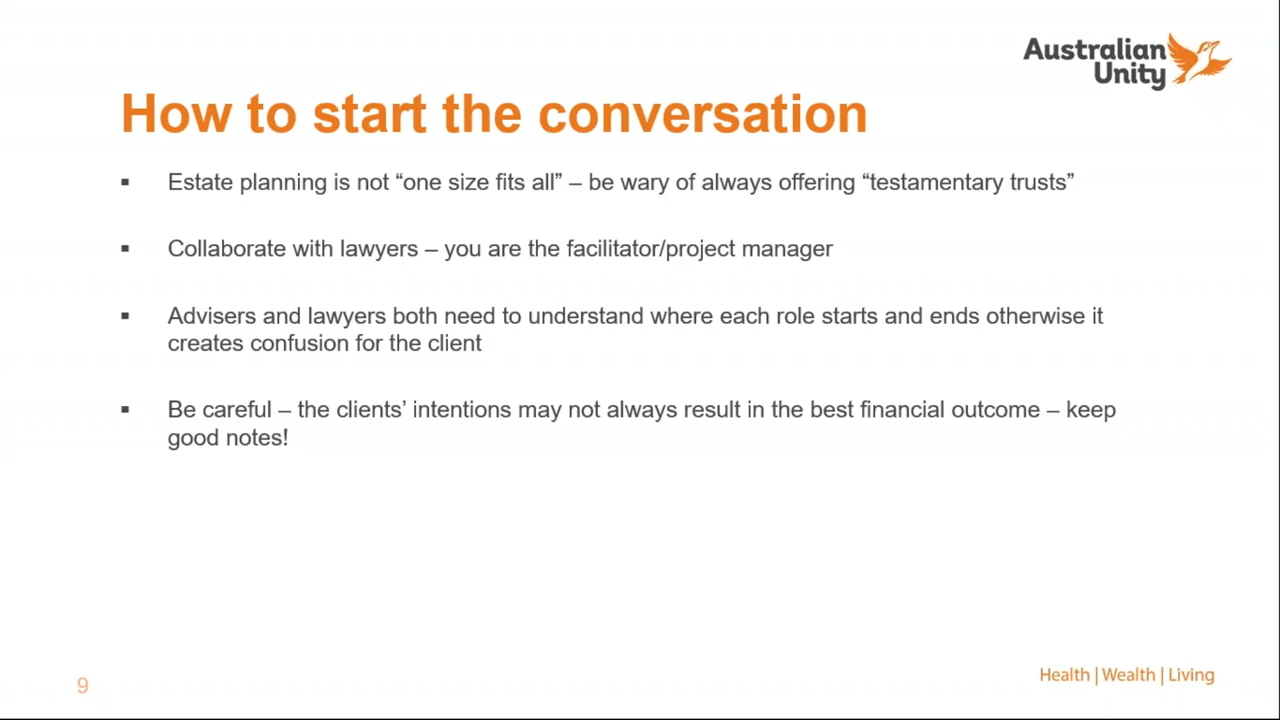 Australian
Unity
How to start the conversation
▪ Estate planning is not “one size fits all” – be wary of always offering “testamentary trusts”
▪ Collaborate with lawyers – you are the facilitator/project manager
▪ Advisers and lawyers both need to understand where each role starts and ends otherwise it
creates confusion for the client
▪ Be careful – the clients’ intentions may not always result in the best financial outcome – keep
good notes!
9
Health | Wealth | Living